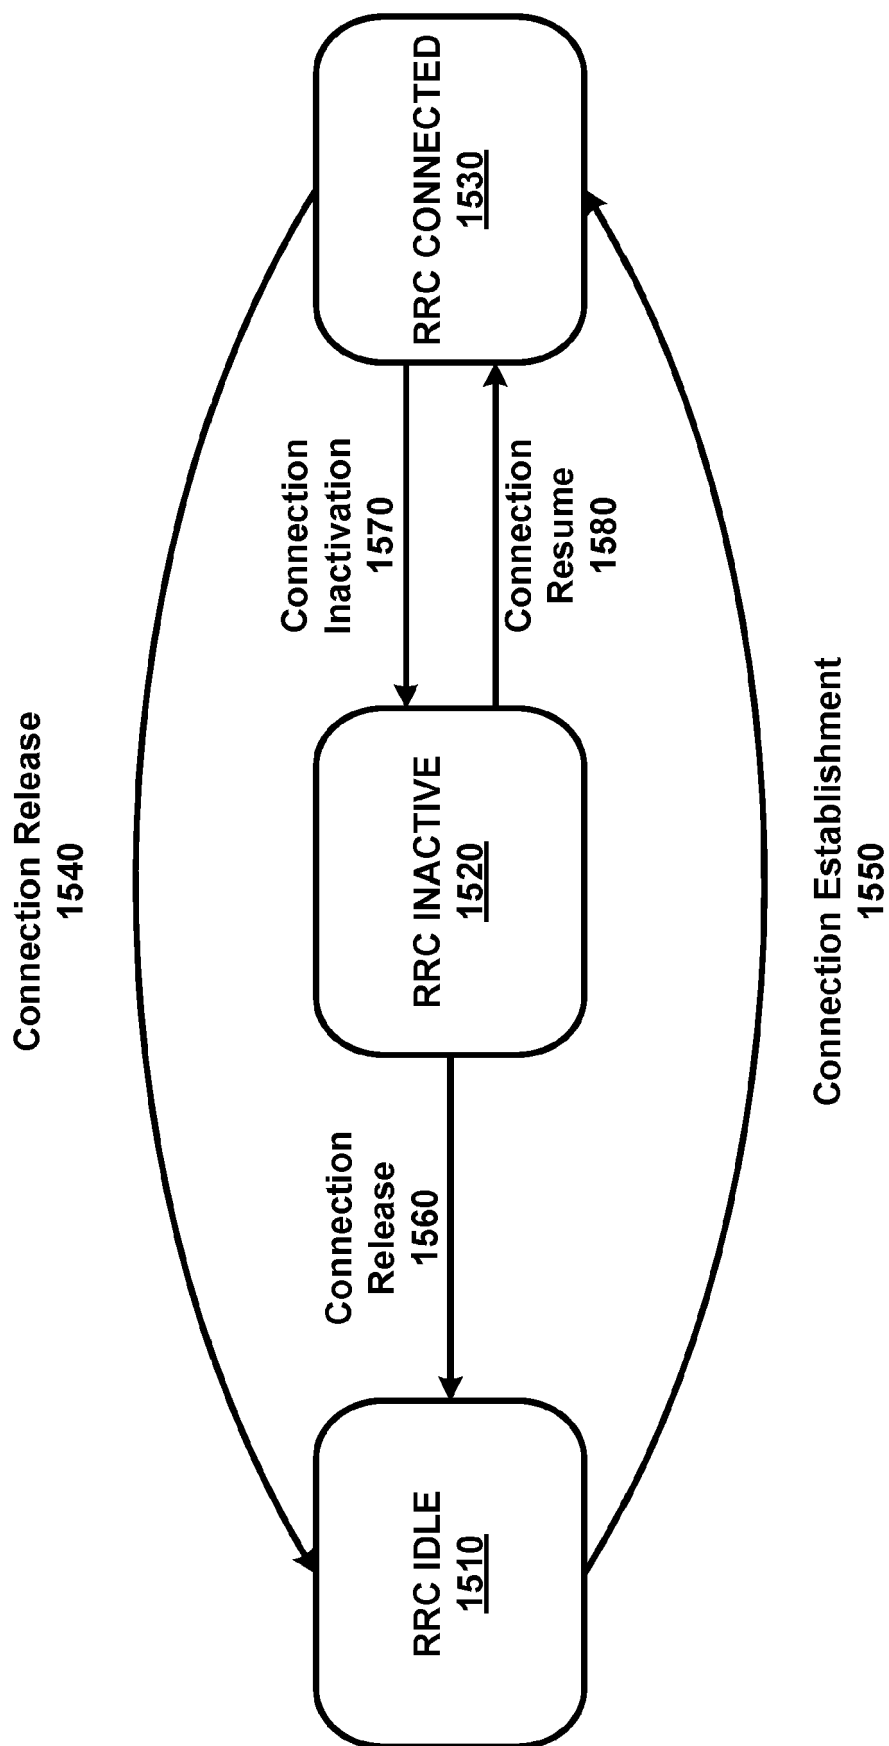 Connection Release
1540
RRC IDLE
1510
Connection
Release
1560
RRC INACTIVE
1520
Connection
Inactivation
1570
Connection
Resume
1580
RRC CONNECTED
1530
Connection Establishment
1550